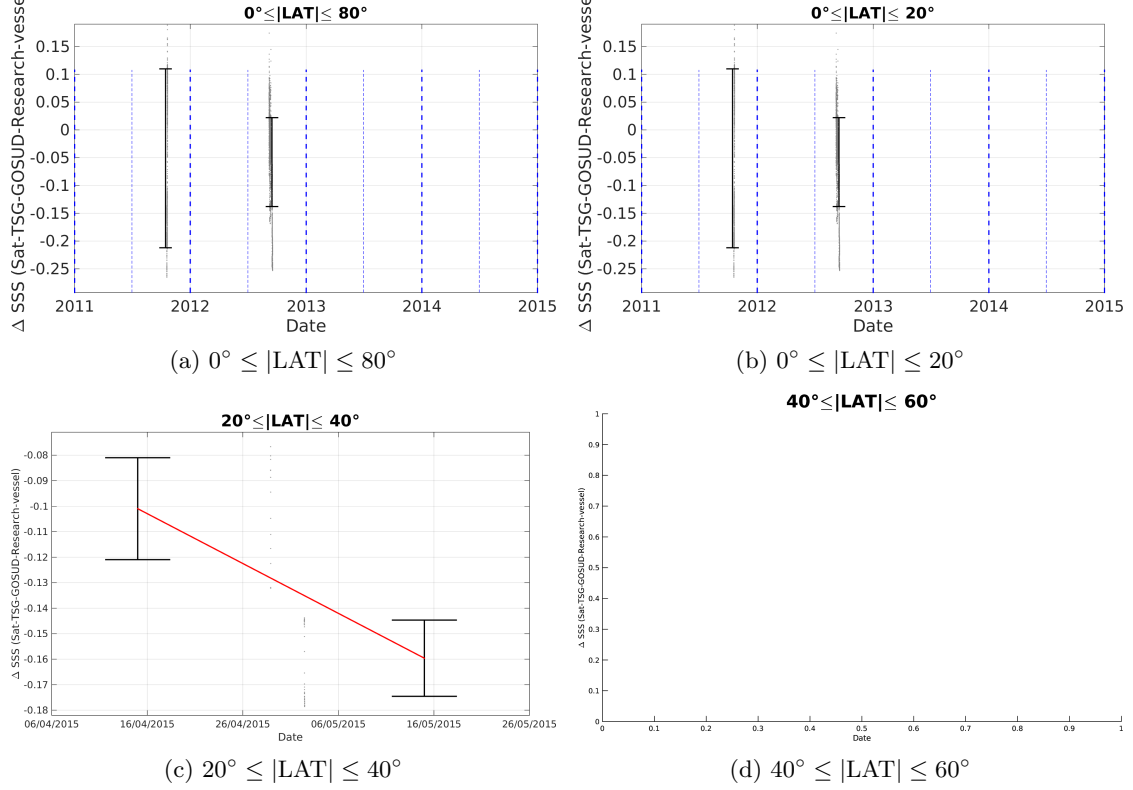 0°≤|LAT|≤ 80°
Δ SSS (Sat-TSG-GOSUD-Research-vesse
0.15
0.1
0.05
0
-0.05
-0.1
-0.15
-0.2
-0.25
2011 2012 2013 2014 2015
Date
(a) 0° ≤ |LAT| ≤ 80°
0°≤|LAT|≤ 20°
Δ SSS (Sat-TSG-GOSUD-Research-vesse
0.15
0.1
0.05
0
-0.05
-0.1
-0.15
-0.2
-0.25
2011 2012 2013 2014 2015
Date
(b) 0° ≤ |LAT| ≤ 20°
20°≤|LAT|≤ 40°
Δ SSS (Sat-TSG-GOSUD-Research-vessel)
-0.08
-0.09
-0.1
-0.11
-0.12
-0.13
-0.14
-0.15
-0.16
-0.17
-0.18
06/04/2015 16/04/2015 26/04/2015 06/05/2015 16/05/2015 26/05/2015
Date
(c) 20° ≤ |LAT| ≤ 40°
40°≤|LAT|≤ 60°
Δ SSS (Sat-TSG-GOSUD-Research-vessel)
1
0.9
0.8
0.7
0.6
0.5
0.4
0.3
0.2
0.1
0
0 0.1 0.2 0.3 0.4 0.5 0.6 0.7 0.8 0.9 1
Date
(d) 40° ≤ |LAT| ≤ 60°